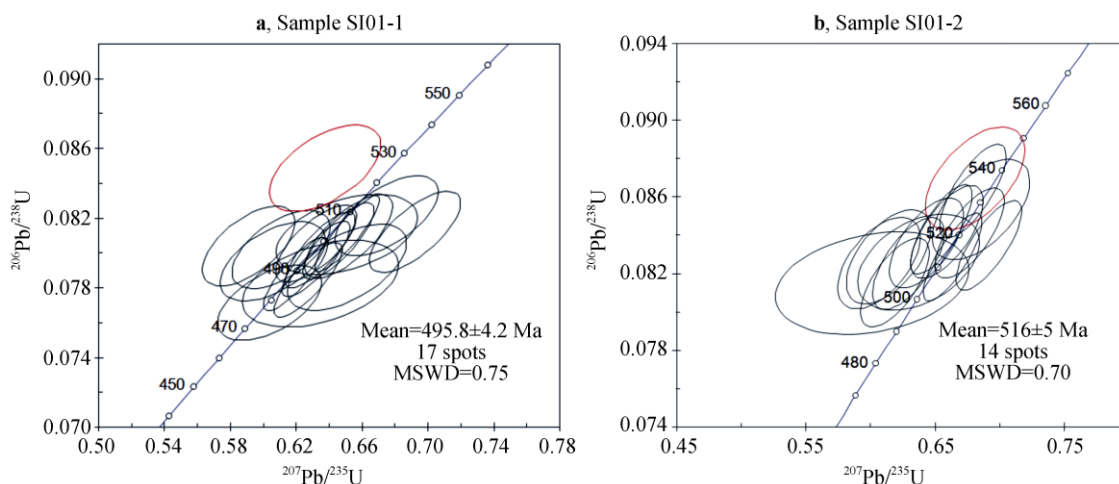 a, Sample SI01-1
0.090
0.086
0.082
0.078
0.074
0.070
²⁰⁶Pb/²³⁸U
550
530
510
490
470
450
Mean=495.8±4.2 Ma
17 spots
MSWD=0.75
0.50 0.54 0.58 0.62 0.66 0.70 0.74 0.78
²⁰⁷Pb/²³⁵U
b, Sample SI01-2
0.094
0.090
0.086
0.082
0.078
0.074
²⁰⁶Pb/²³⁸U
560
540
520
500
480
Mean=516±5 Ma
14 spots
MSWD=0.70
0.45 0.55 0.65 0.75
²⁰⁷Pb/²³⁵U